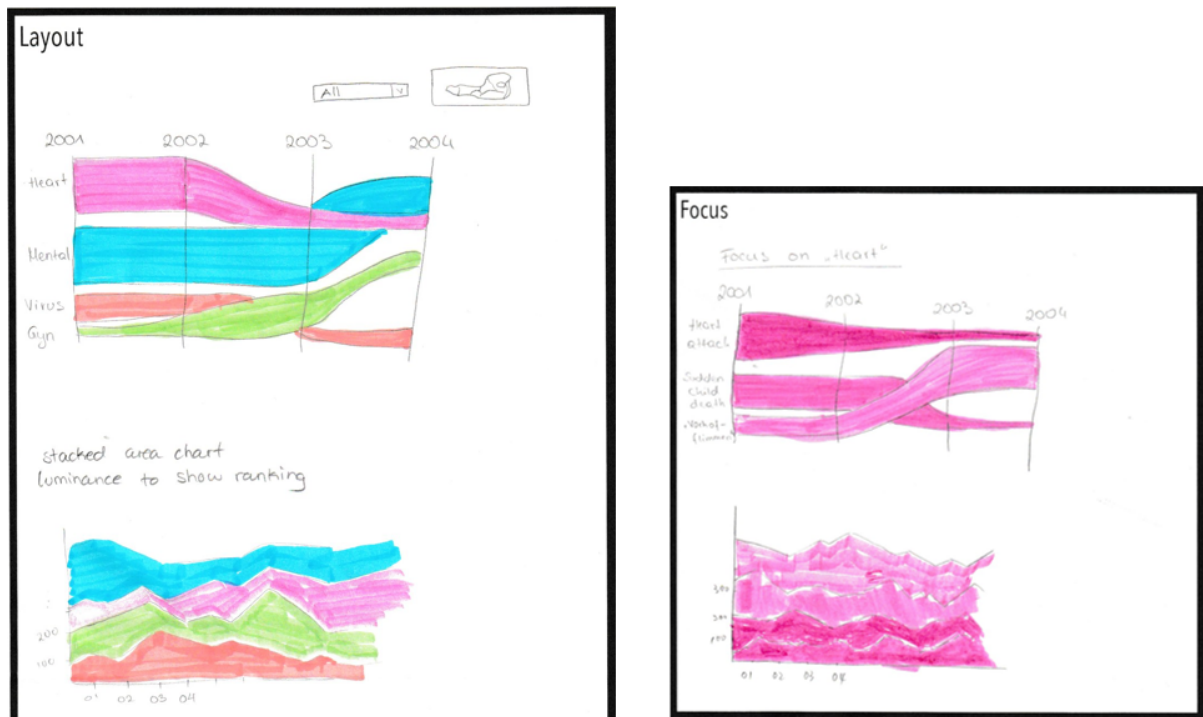 Layout
All v
2001 2002 2003 2004
Heart
Mental
Virus
Gyn
stacked area chart
luminance to show ranking
200
100
01 02 03 04
Focus
Focus on „Heart“
2001 2002 2003 2004
Heart
attack
Sudden
Child
death
300
200
100
01 02 03 04